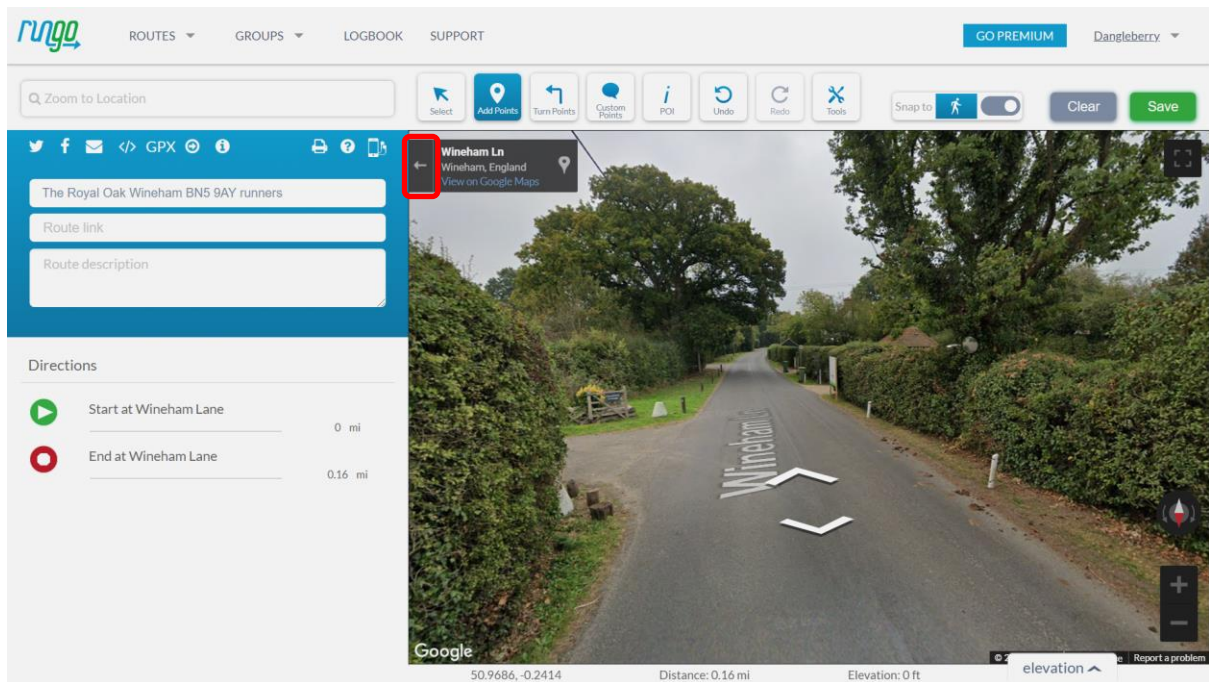 rungo
ROUTES
GROUPS
LOGBOOK
SUPPORT
GO PREMIUM
Dangleberry
Zoom to Location
Select
Add Points
Turn Points
Custom Points
i
POI
Undo
Redo
Tools
Snap to
Clear
Save
f </> GPX
Wineham Ln
Wineham, England
View on Google Maps
The Royal Oak Wineham BN5 9AY runners
Route link
Route description
Directions
Start at Wineham Lane
0 mi
End at Wineham Lane
0.16 mi
Wineham Ln
Google
Report a problem
50.9686, -0.2414
Distance: 0.16 mi
Elevation: 0 ft
elevation